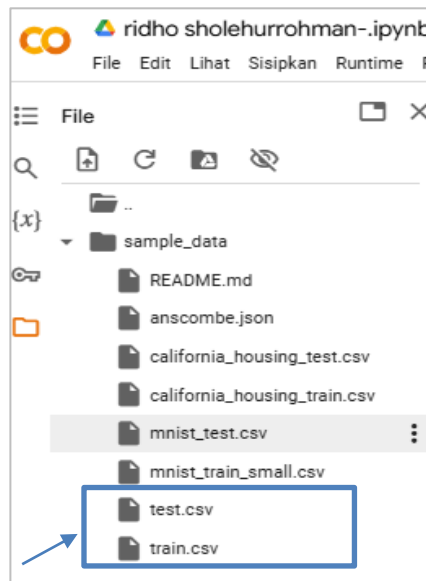 ridho sholehurrohman-.ipynb
File Edit Lihat Sisipkan Runtime
File
..
{x}
sample_data
README.md
anscombe.json
california_housing_test.csv
california_housing_train.csv
mnist_test.csv
mnist_train_small.csv
test.csv
train.csv